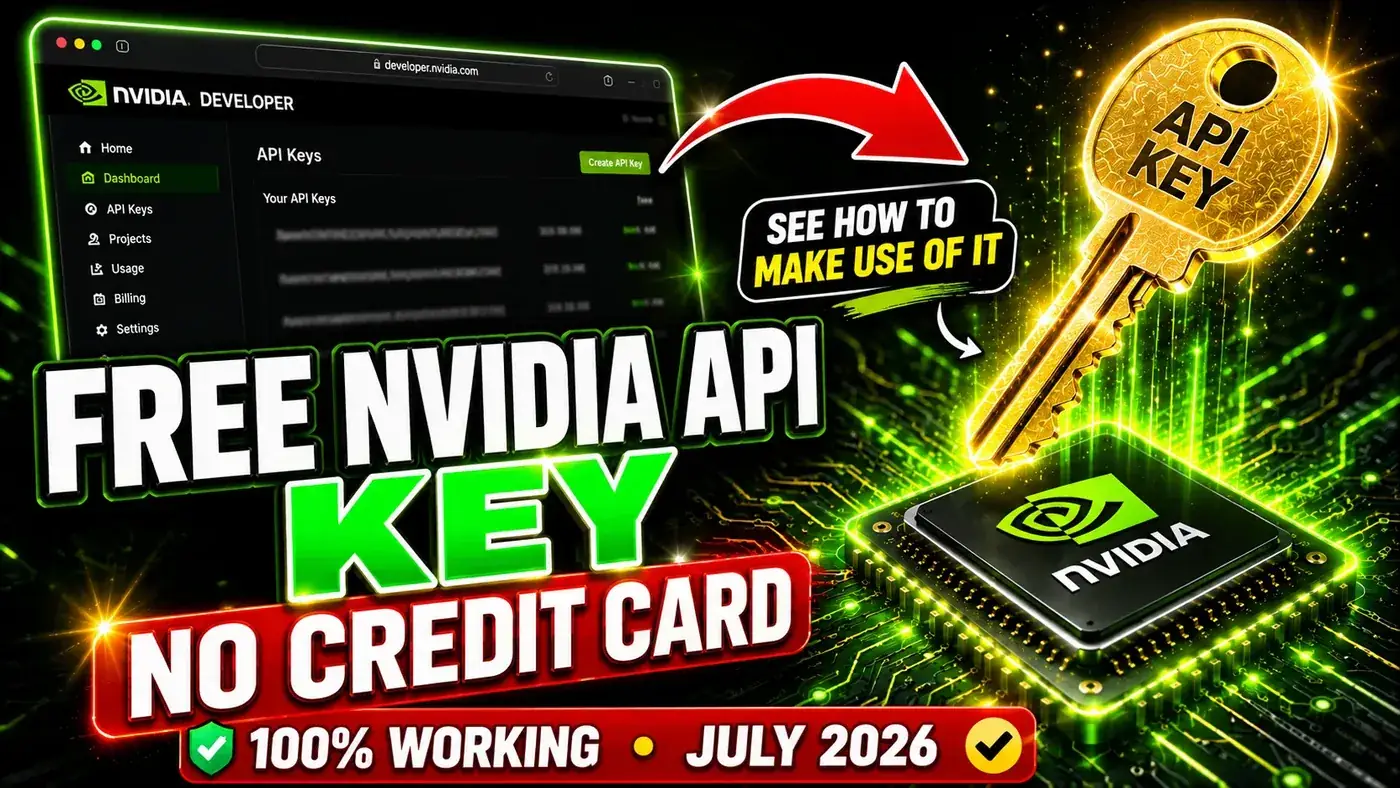 developer.nvidia.com
NVIDIA. DEVELOPER
Home
Dashboard
API Keys
Projects
Usage
Billing
Settings
API Keys
Create API Key
Your API Keys
SEE HOW TO
MAKE USE OF IT
API
KEY
FREE NVIDIA API
KEY
NO CREDIT CARD
100% WORKING • JULY 2026
NVIDIA